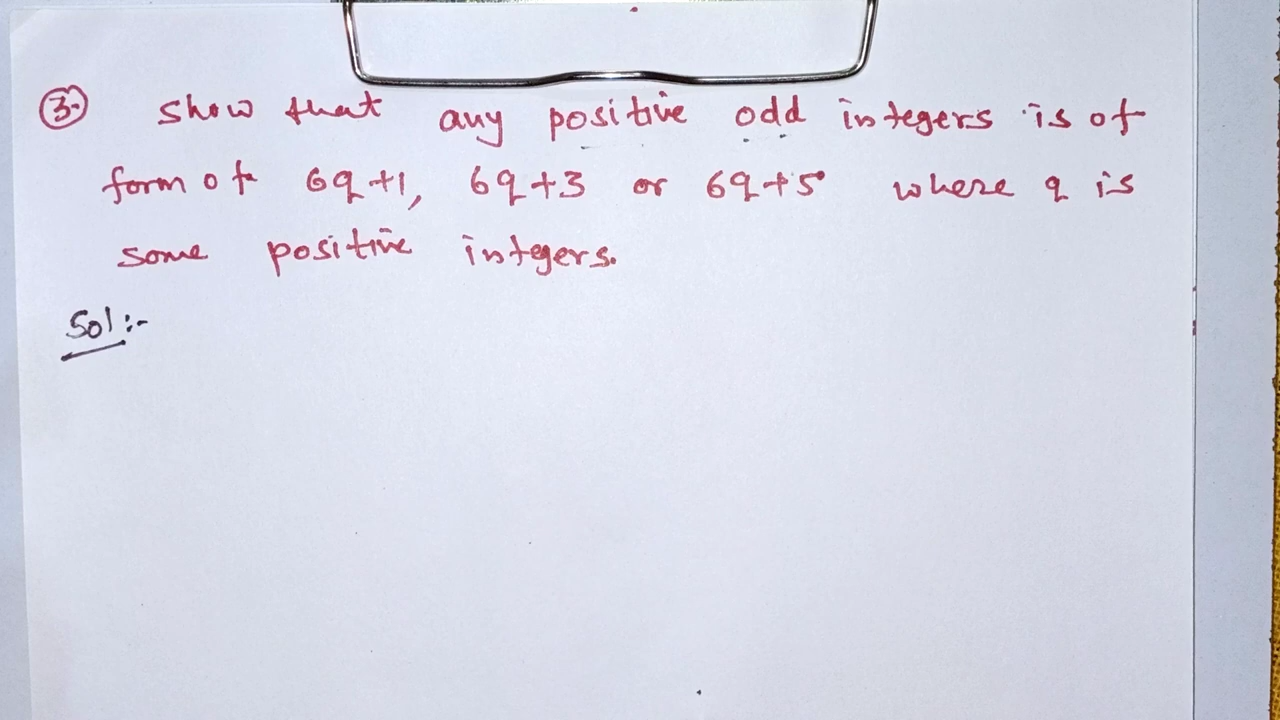 3. Show that any positive odd integers is of
form of 6q+1, 6q+3 or 6q+5 where q is
some positive integers.
Sol:-